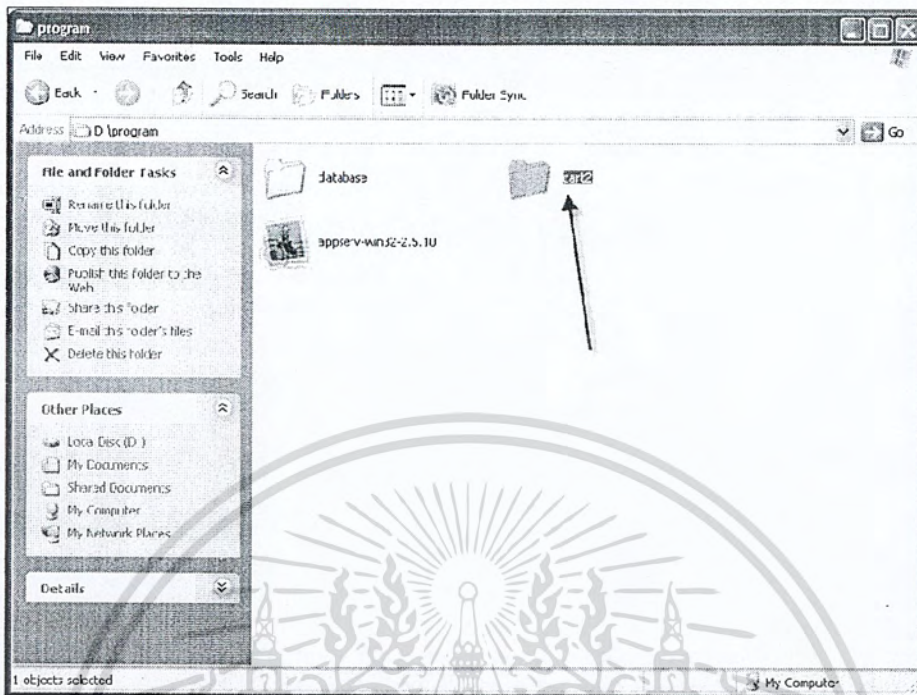 program
File Edit View Favorites Tools Help
Back Search Folders Folder Sync
Address D:\program Go
File and Folder Tasks
Rename this folder
Move this folder
Copy this folder
Publish this folder to the
Web
Share this folder
E-mail this folder's files
Delete this folder
Other Places
Local Disc (D:)
My Documents
Shared Documents
My Computer
My Network Places
Details
database
cart2
appserv-win32-2.5.10
1 objects selected
My Computer